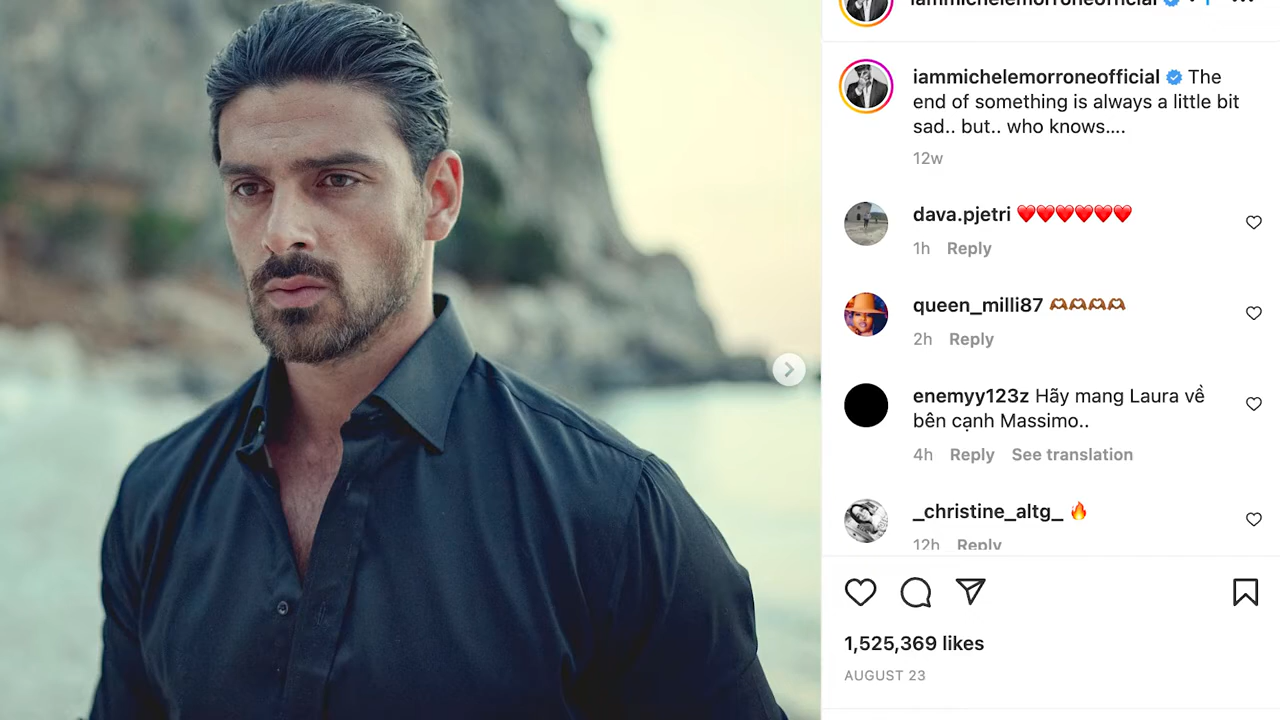 iammichelemorroneofficial
iammichelemorroneofficial The
end of something is always a little bit
sad.. but.. who knows....
12w
dava.pjetri ❤️❤️❤️❤️❤️❤️
1h Reply
queen_milli87 🫶🏾🫶🏾🫶🏾🫶🏾
2h Reply
enemyy123z Hãy mang Laura về
bên cạnh Massimo..
4h Reply See translation
_christine_altg_ 🔥
12h Reply
1,525,369 likes
AUGUST 23